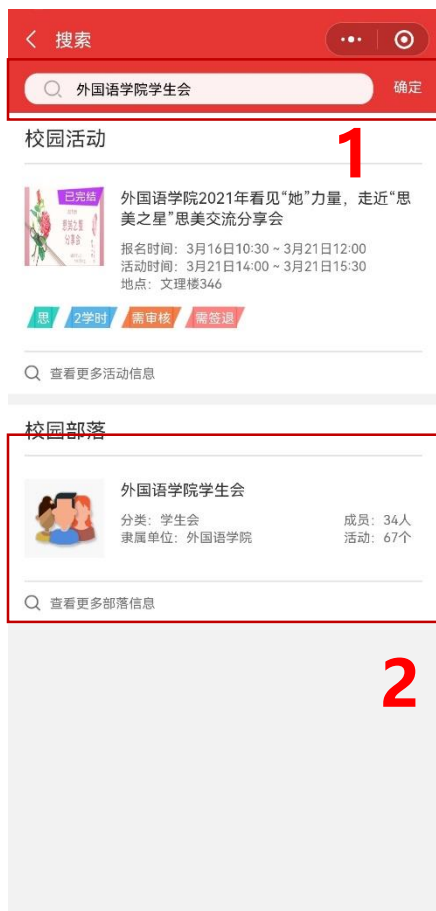 搜索
外国语学院学生会
确定
1
校园活动
已完结
外国语学院2021年看见“她”力量，走近“思
美之星”思美交流分享会
思美之星
分享会
报名时间：3月16日10:30 ~ 3月21日12:00
活动时间：3月21日14:00 ~ 3月21日15:30
地点：文理楼346
思
2学时
需审核
需签退
查看更多活动信息
校园部落
外国语学院学生会
分类：学生会
成员：34人
隶属单位：外国语学院
活动：67个
查看更多部落信息
2